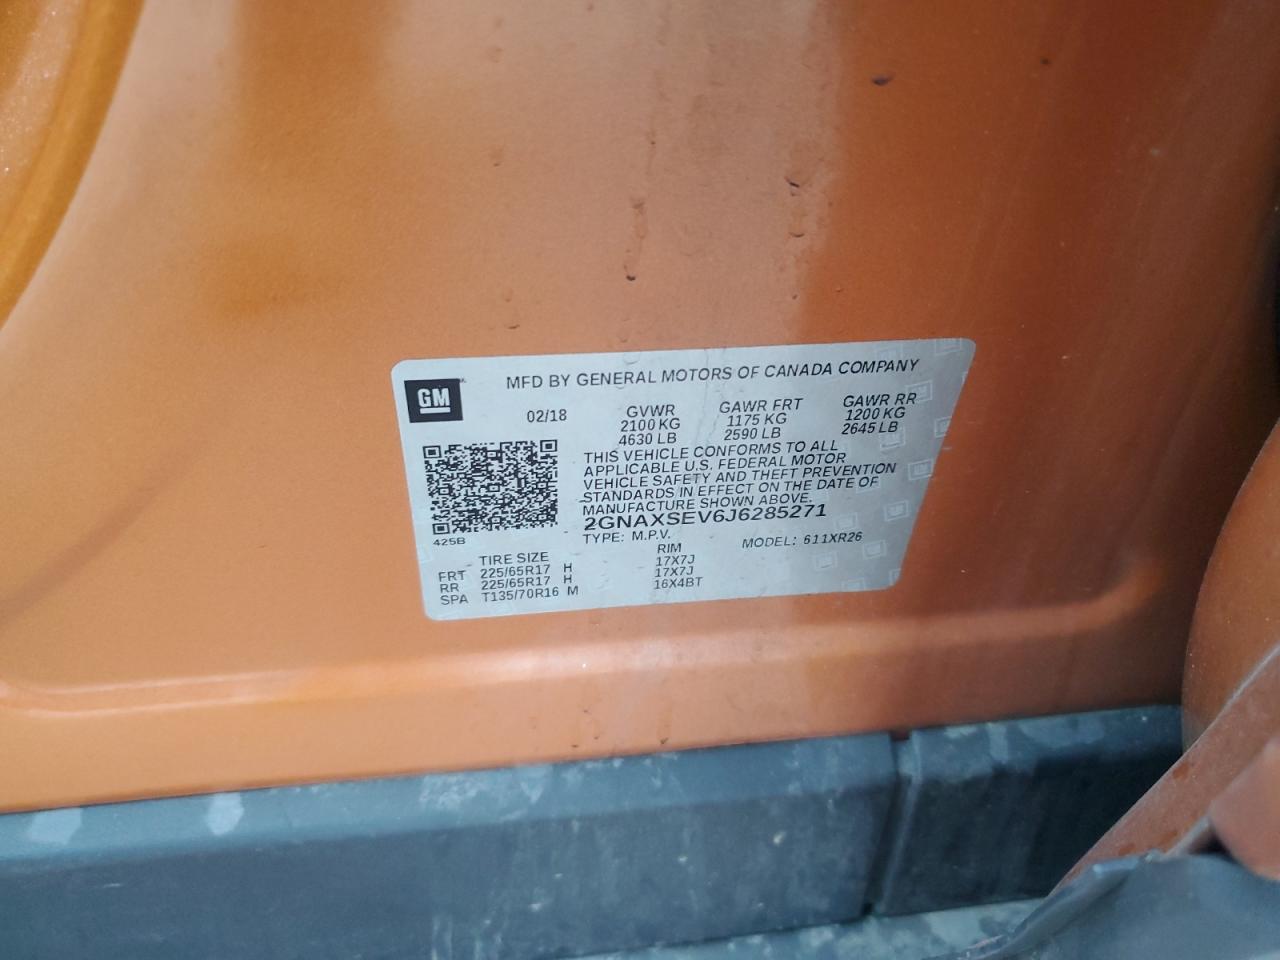 GM
MFD BY GENERAL MOTORS OF CANADA COMPANY
02/18 GVWR GAWR FRT GAWR RR
2100 KG 1175 KG 1200 KG
4630 LB 2590 LB 2645 LB
THIS VEHICLE CONFORMS TO ALL
APPLICABLE U.S. FEDERAL MOTOR
VEHICLE SAFETY AND THEFT PREVENTION
STANDARDS IN EFFECT ON THE DATE OF
MANUFACTURE SHOWN ABOVE.
2GNAXSEV6J6285271
425B
TYPE: M.P.V. MODEL: 611XR26
TIRE SIZE RIM
FRT 225/65R17 H 17X7J
RR 225/65R17 H 17X7J
SPA T135/70R16 M 16X4BT